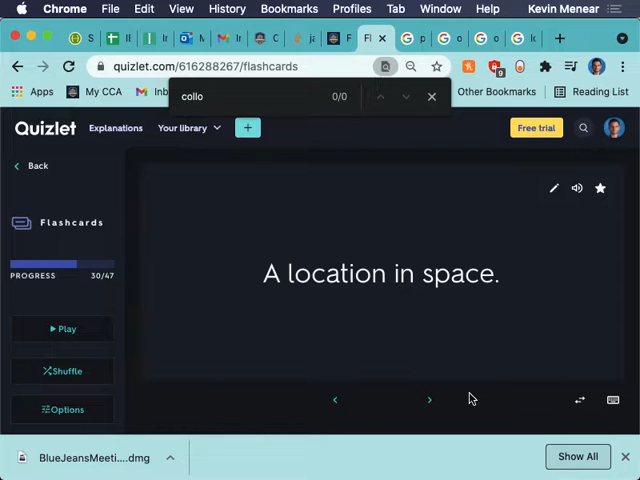 Chrome File Edit View History Bookmarks Profiles Tab Window Help Kevin Menear
quizlet.com/616288267/flashcards
collo 0/0
Apps My CCA Other Bookmarks Reading List
Quizlet Explanations Your library + Free trial
Back
Flashcards
PROGRESS 30/47
A location in space.
Play
Shuffle
Options
BlueJeansMeeti....dmg Show All